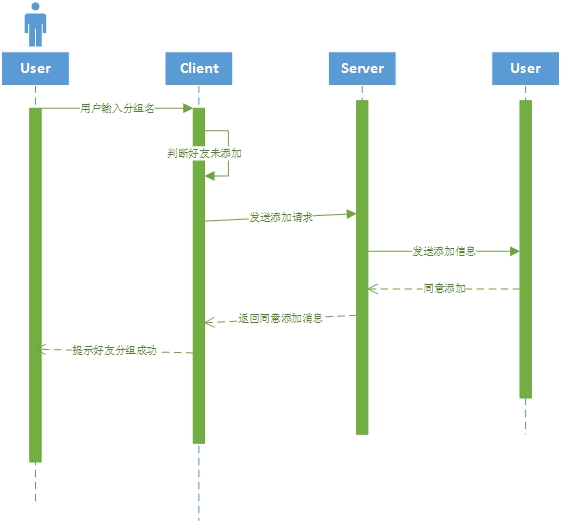 User
Client
Server
User
用户输入分组名
判断好友未添加
发送添加请求
发送添加信息
同意添加
返回同意添加消息
提示好友分组成功